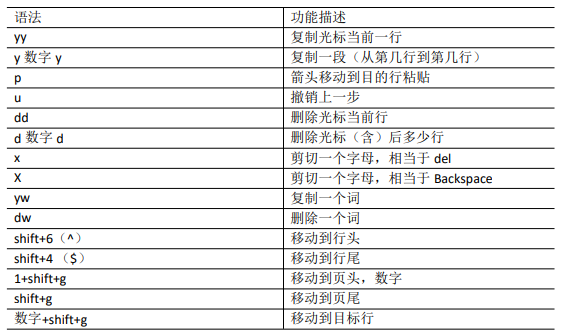 语法 功能描述
yy 复制光标当前一行
y 数字 y 复制一段（从第几行到第几行）
p 箭头移动到目的行粘贴
u 撤销上一步
dd 删除光标当前行
d 数字 d 删除光标（含）后多少行
x 剪切一个字母，相当于 del
X 剪切一个字母，相当于 Backspace
yw 复制一个词
dw 删除一个词
shift+6（^） 移动到行头
shift+4 （$） 移动到行尾
1+shift+g 移动到页头，数字
shift+g 移动到页尾
数字+shift+g 移动到目标行